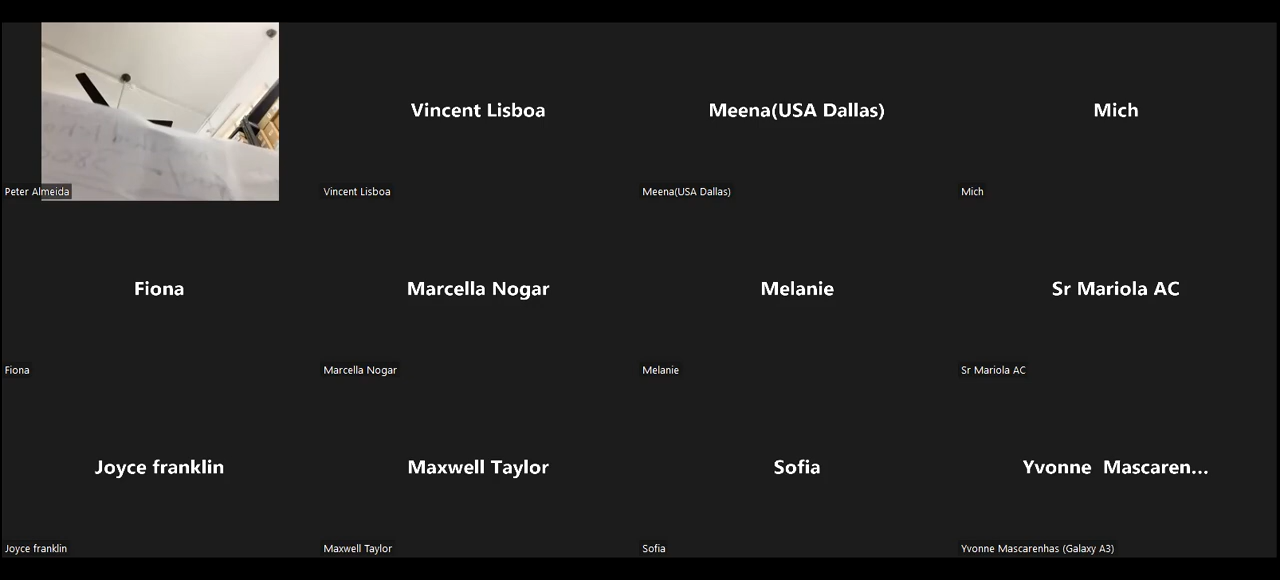 Peter Almeida
Vincent Lisboa
Vincent Lisboa
Meena(USA Dallas)
Meena(USA Dallas)
Mich
Mich
Fiona
Fiona
Marcella Nogar
Marcella Nogar
Melanie
Melanie
Sr Mariola AC
Sr Mariola AC
Joyce franklin
Joyce franklin
Maxwell Taylor
Maxwell Taylor
Sofia
Sofia
Yvonne Mascaren...
Yvonne Mascarenhas (Galaxy A3)